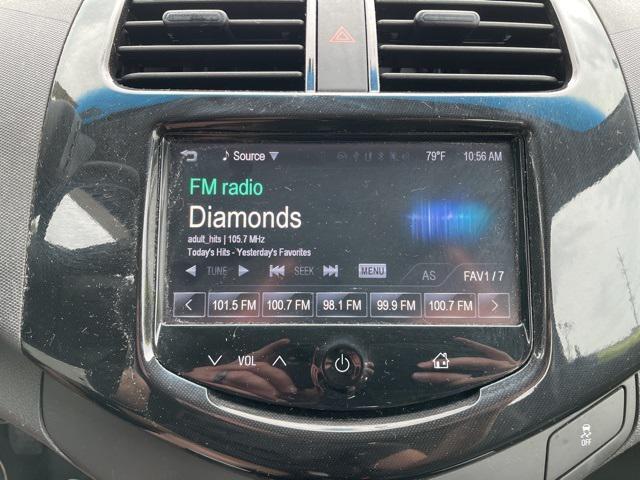 Source 79°F 10:56 AM
FM radio
Diamonds
adult_hits | 105.7 MHz
Today's Hits - Yesterday's Favorites
TUNE SEEK MENU AS FAV1 / 7
101.5 FM 100.7 FM 98.1 FM 99.9 FM 100.7 FM
VOL
OFF